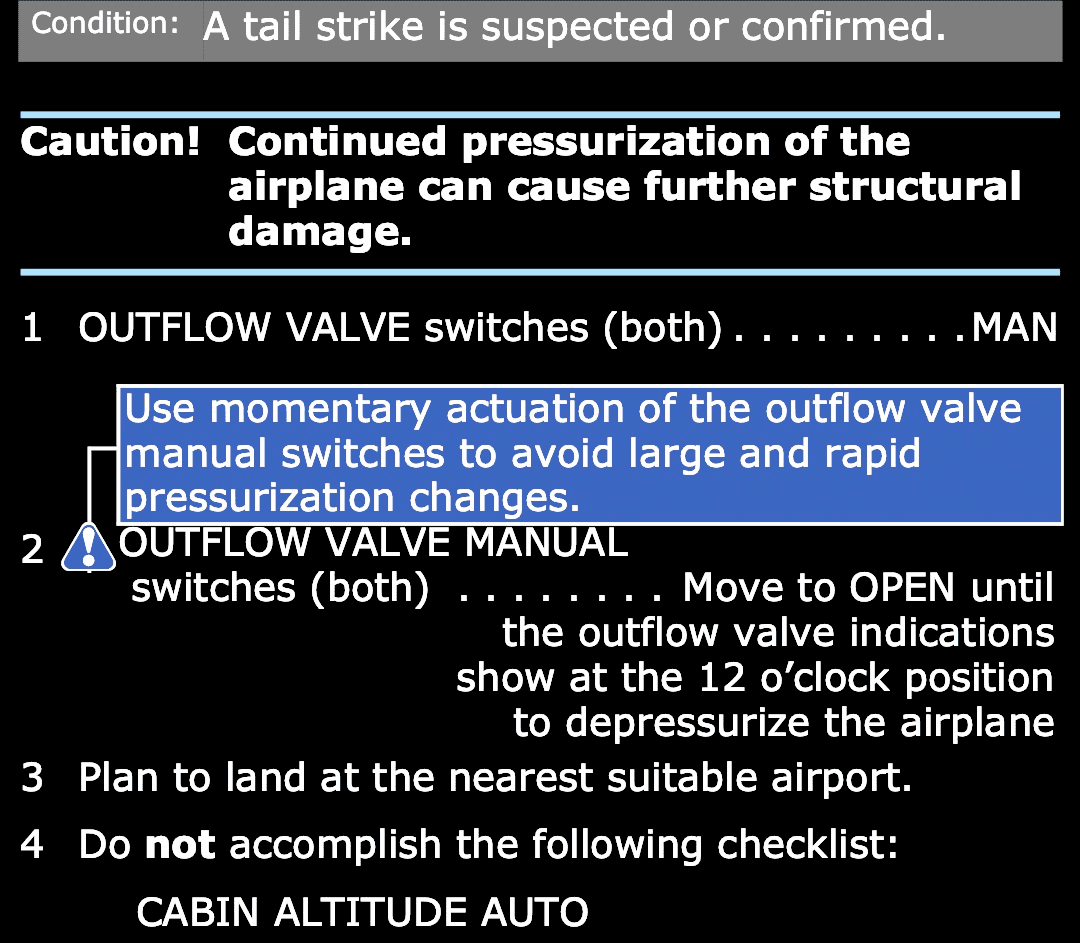 Condition: A tail strike is suspected or confirmed.
Caution! Continued pressurization of the
airplane can cause further structural
damage.
1 OUTFLOW VALVE switches (both) . . . . . . . . . MAN
Use momentary actuation of the outflow valve
manual switches to avoid large and rapid
pressurization changes.
2 OUTFLOW VALVE MANUAL
switches (both) . . . . . . . . Move to OPEN until
the outflow valve indications
show at the 12 o’clock position
to depressurize the airplane
3 Plan to land at the nearest suitable airport.
4 Do not accomplish the following checklist:
CABIN ALTITUDE AUTO